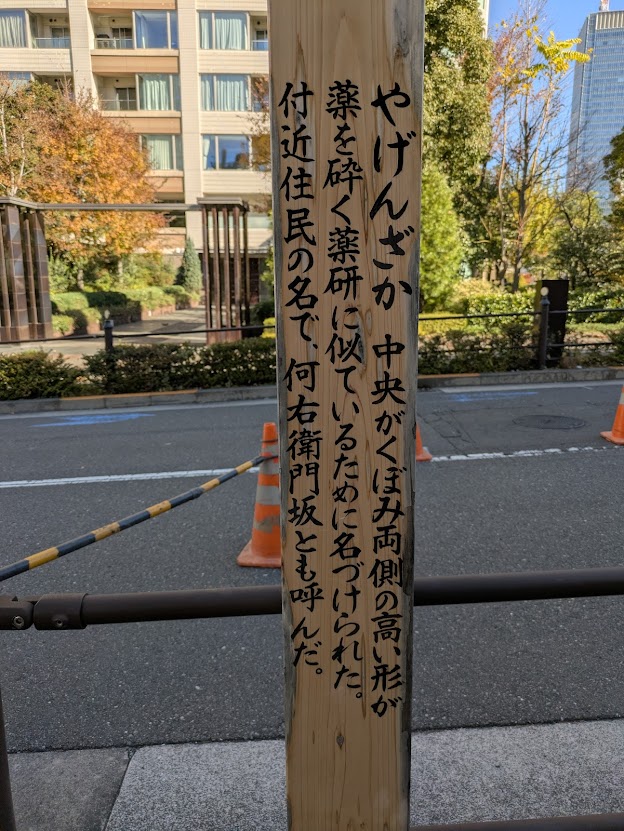 やげんざか 中央がくぼみ両側の高い形が
薬を砕く薬研に似ているために名づけられた。
付近住民の名で、何右衛門坂とも呼んだ。